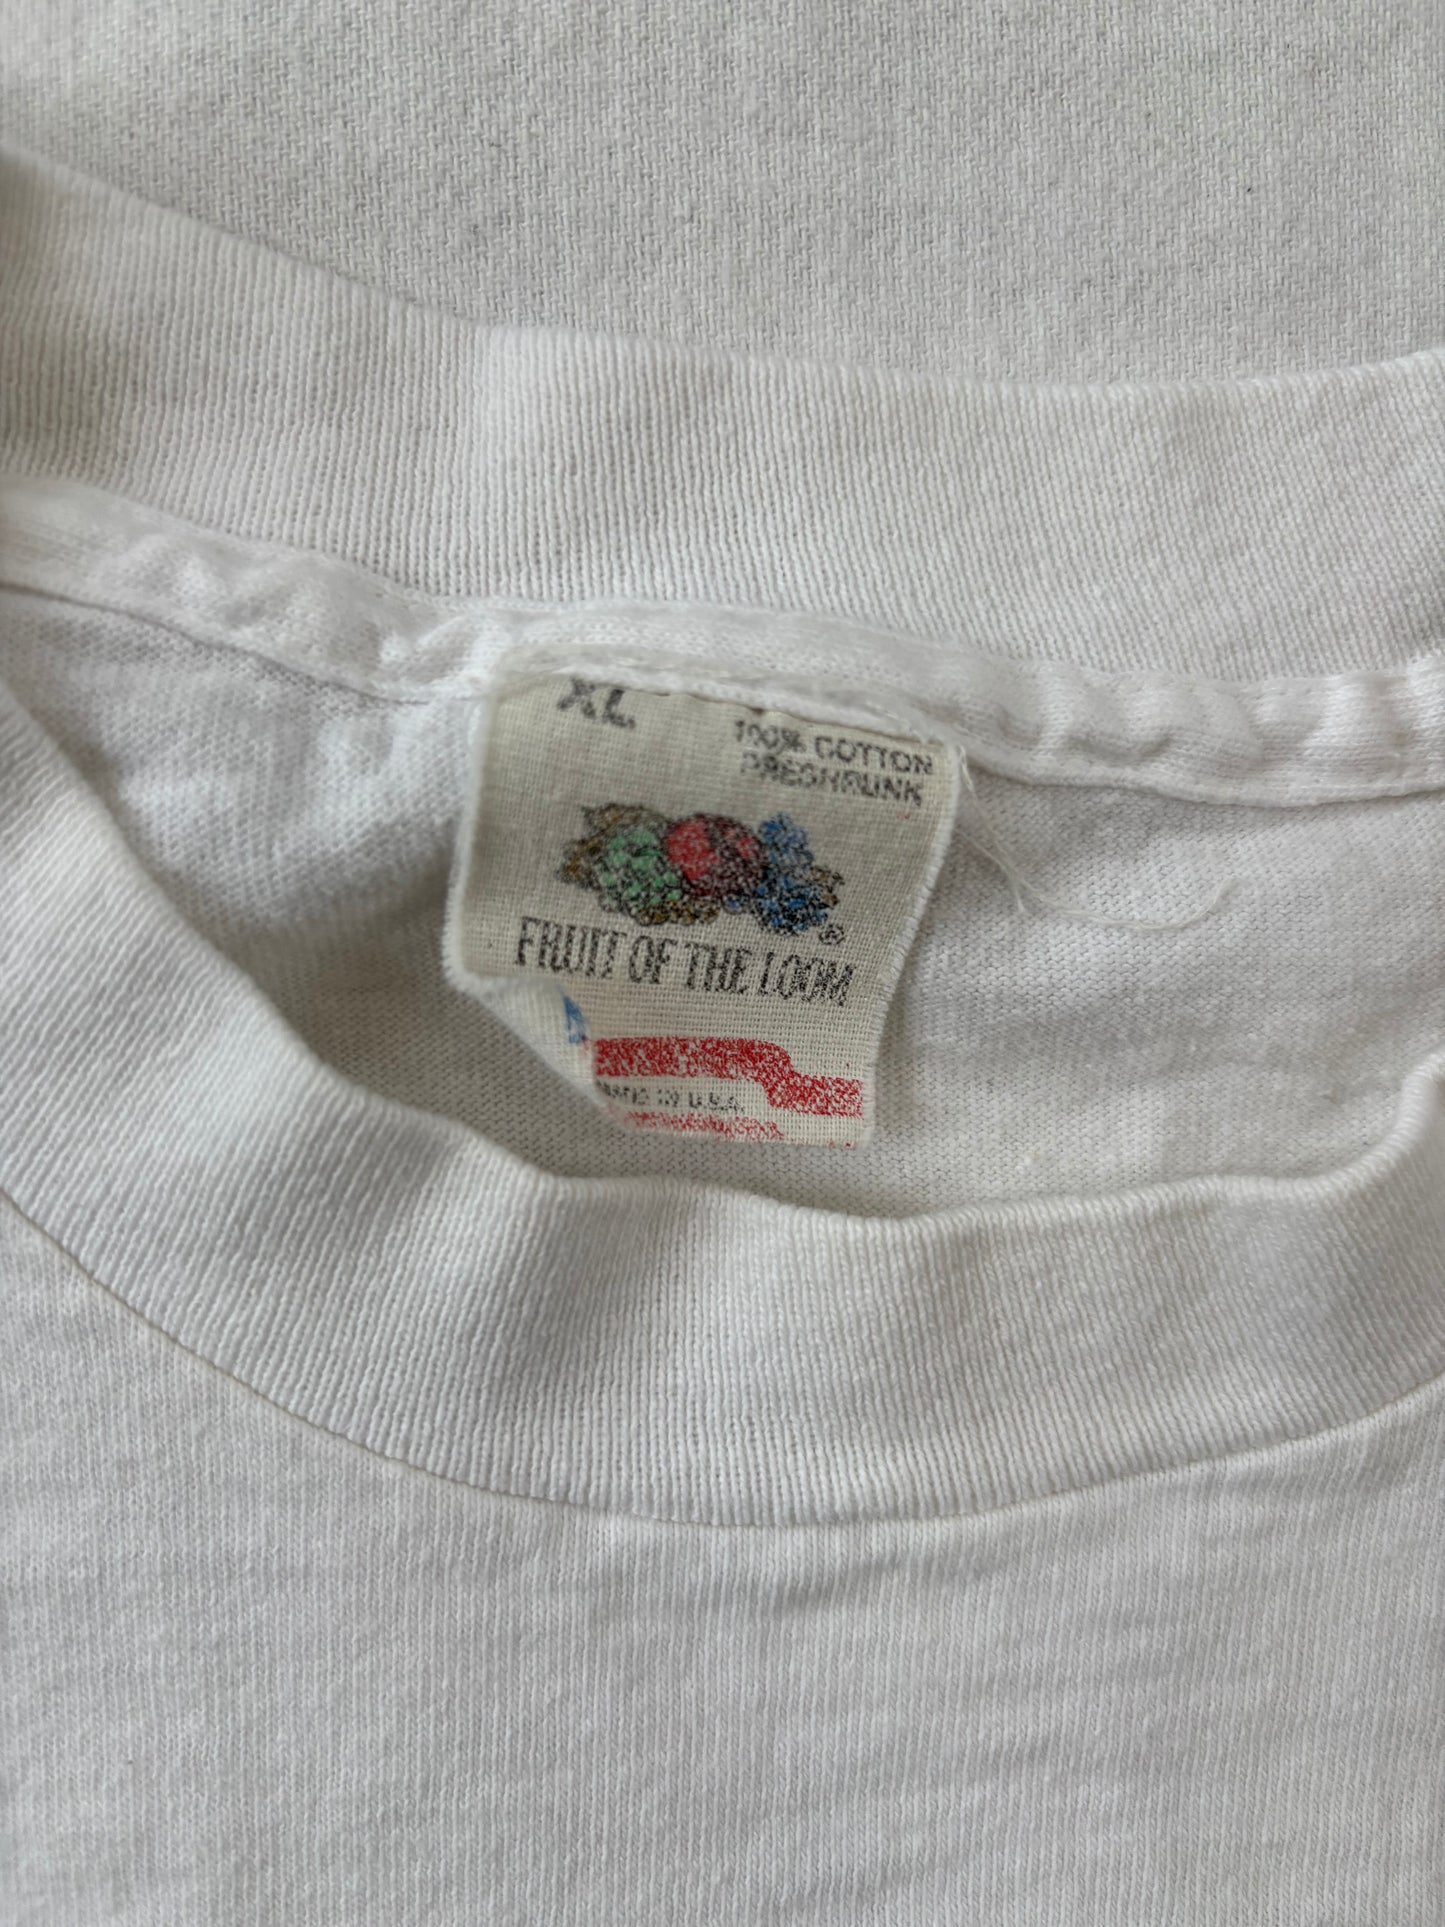 XL
100% COTTON
PRESHRUNK
®
FRUIT OF THE LOOM
MADE IN U.S.A.